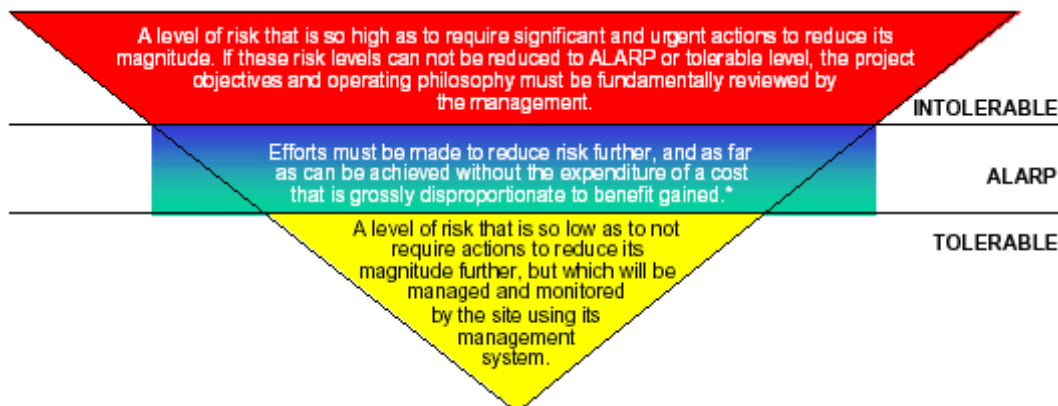 A level of risk that is so high as to require significant and urgent actions to reduce its
magnitude. If these risk levels can not be reduced to ALARP or tolerable level, the project
objectives and operating philosophy must be fundamentally reviewed by
the management.
INTOLERABLE
Efforts must be made to reduce risk further, and as far
as can be achieved without the expenditure of a cost
that is grossly disproportionate to benefit gained.*
ALARP
A level of risk that is so low as to not
require actions to reduce its
magnitude further, but which will be
managed and monitored
by the site using its
management
system.
TOLERABLE